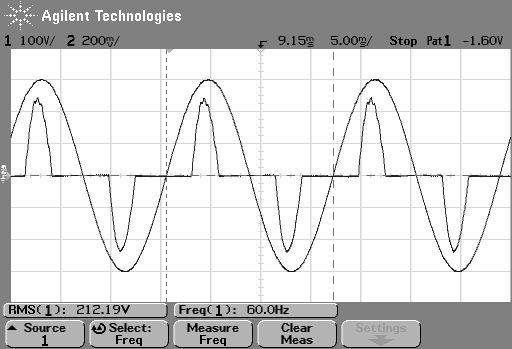 Agilent Technologies
1 100V/ 2 200mV/ 9.15ms 5.00ms/ Stop Pat1 -1.60V
RMS(1): 212.19V Freq(1): 60.0Hz
Source Select: Measure Clear Settings
1 Freq Freq Meas